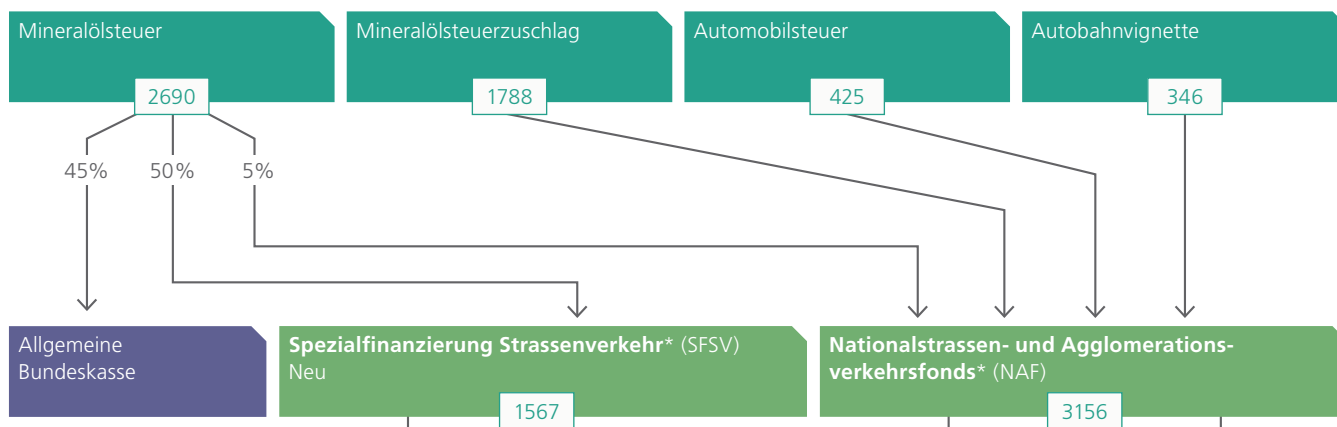 Mineralölsteuer
Mineralölsteuerzuschlag
Automobilsteuer
Autobahnvignette
2690
1788
425
346
45%
50%
5%
Allgemeine
Bundeskasse
Spezialfinanzierung Strassenverkehr* (SFSV)
Neu
1567
Nationalstrassen- und Agglomerations-
verkehrsfonds* (NAF)
3156